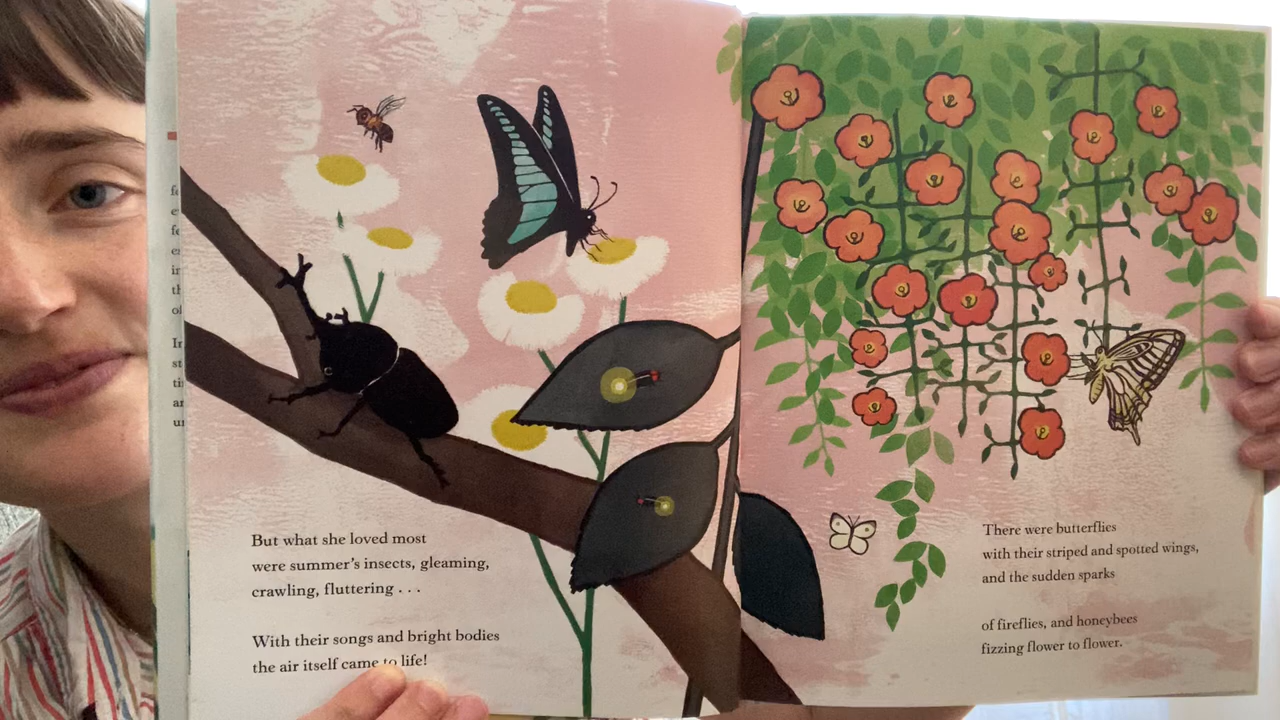 But what she loved most
were summer's insects, gleaming,
crawling, fluttering . . .
With their songs and bright bodies
the air itself came to life!
There were butterflies
with their striped and spotted wings,
and the sudden sparks
of fireflies, and honeybees
fizzing flower to flower.